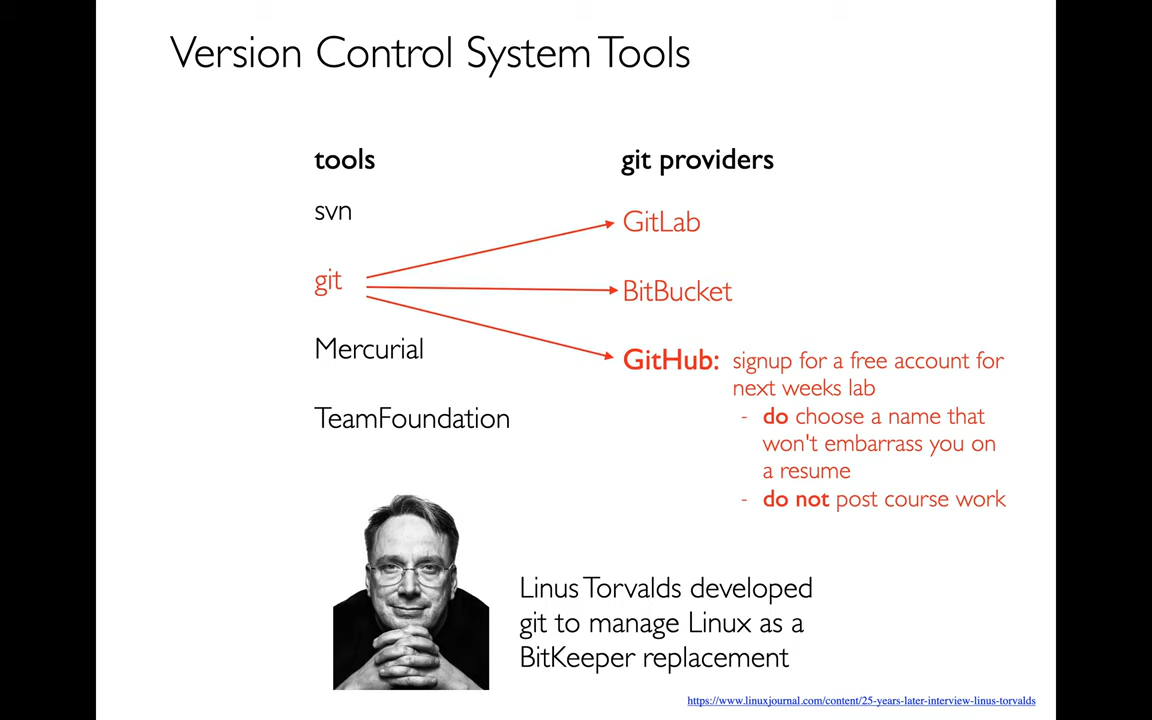 Version Control System Tools
tools
git providers
svn
GitLab
git
BitBucket
Mercurial
GitHub: signup for a free account for
next weeks lab
- do choose a name that
won't embarrass you on
a resume
- do not post course work
TeamFoundation
Linus Torvalds developed
git to manage Linux as a
BitKeeper replacement
https://www.linuxjournal.com/content/25-years-later-interview-linus-torvalds